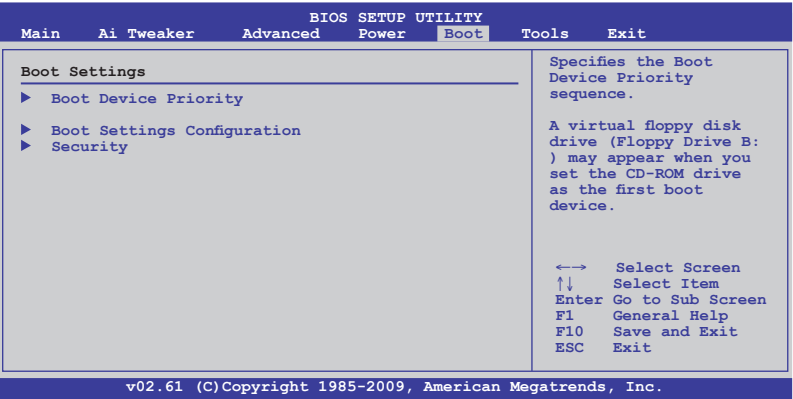 BIOS SETUP UTILITY
Main Ai Tweaker Advanced Power Boot Tools Exit
Boot Settings
Boot Device Priority
Boot Settings Configuration
Security
Specifies the Boot
Device Priority
sequence.
A virtual floppy disk
drive (Floppy Drive B:
) may appear when you
set the CD-ROM drive
as the first boot
device.
←→ Select Screen
↑↓ Select Item
Enter Go to Sub Screen
F1 General Help
F10 Save and Exit
ESC Exit
v02.61 (C)Copyright 1985-2009, American Megatrends, Inc.